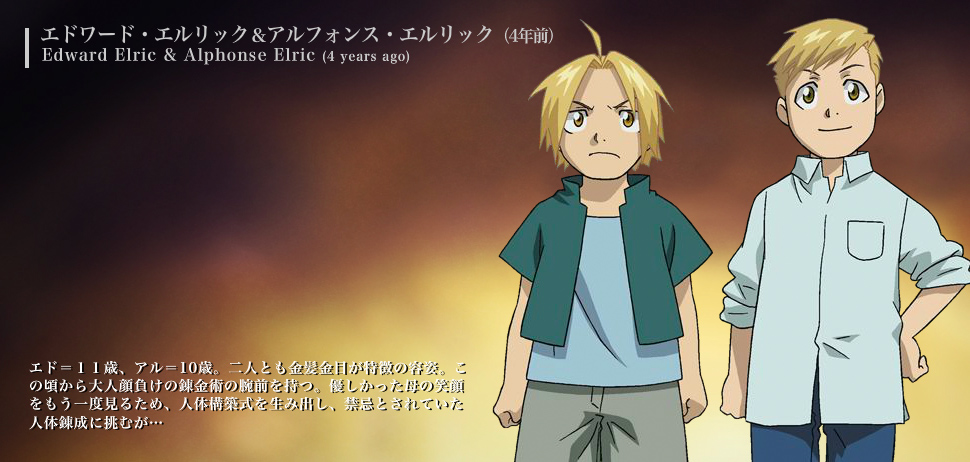 エドワード・エルリック＆アルフォンス・エルリック（4年前）
Edward Elric & Alphonse Elric (4 years ago)
エド＝１１歳、アル＝10歳。二人とも金髪金目が特徴の容姿。こ
の頃から大人顔負けの錬金術の腕前を持つ。優しかった母の笑顔
をもう一度見るため、人体構築式を生み出し、禁忌とされていた
人体錬成に挑むが…